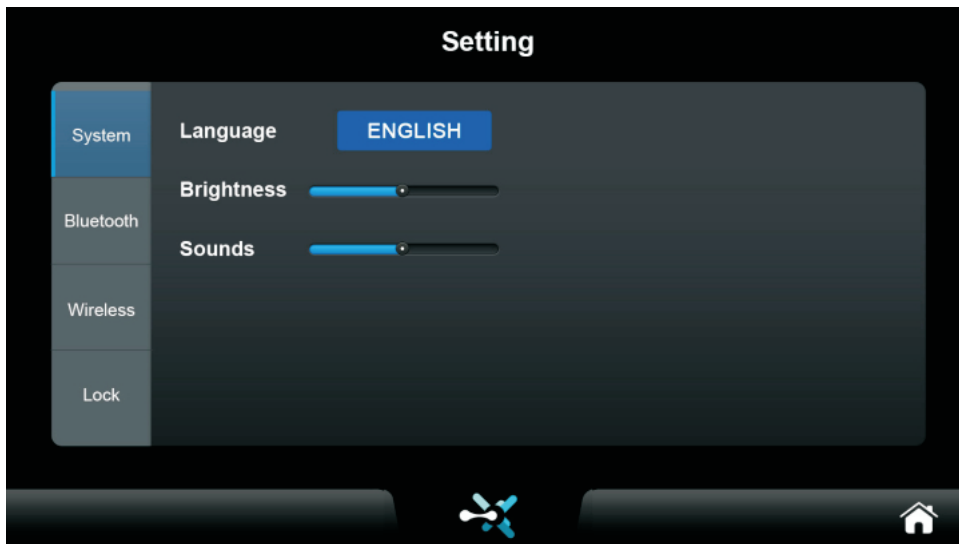 Setting
System
Language
ENGLISH
Brightness
Bluetooth
Sounds
Wireless
Lock